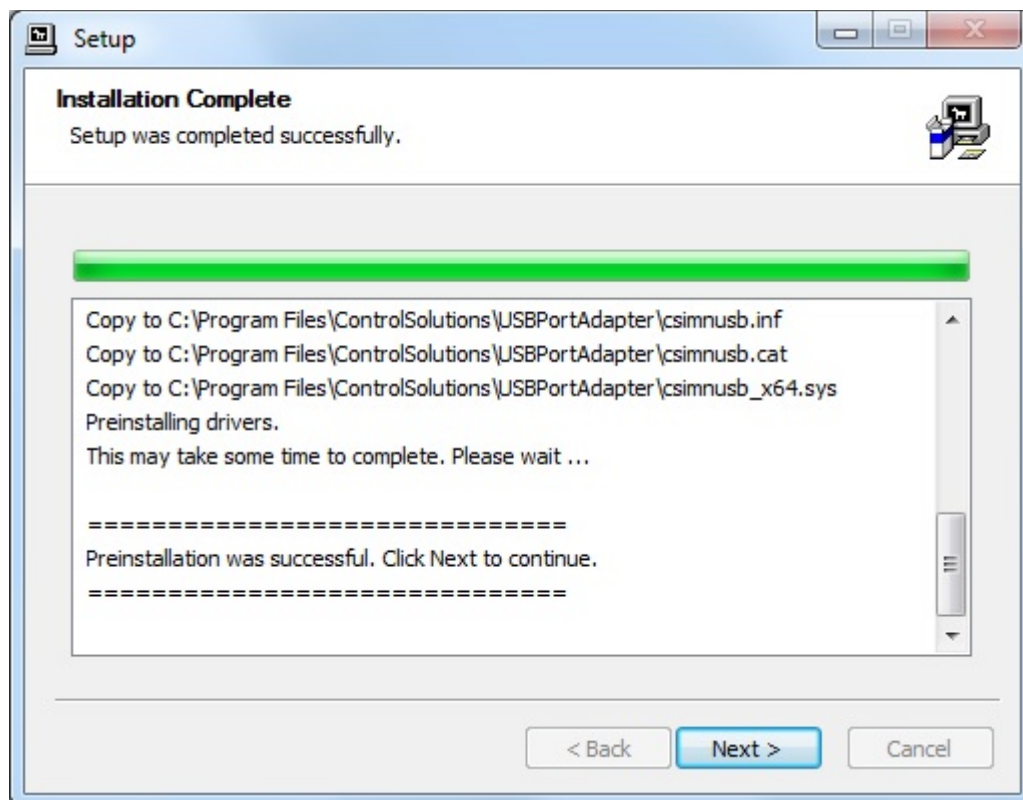 Setup
Installation Complete
Setup was completed successfully.
Copy to C:\Program Files\ControlSolutions\USBPortAdapter\csimnusb.inf
Copy to C:\Program Files\ControlSolutions\USBPortAdapter\csimnusb.cat
Copy to C:\Program Files\ControlSolutions\USBPortAdapter\csimnusb_x64.sys
Preinstalling drivers.
This may take some time to complete. Please wait ...
==============================
Preinstallation was successful. Click Next to continue.
==============================
< Back Next > Cancel